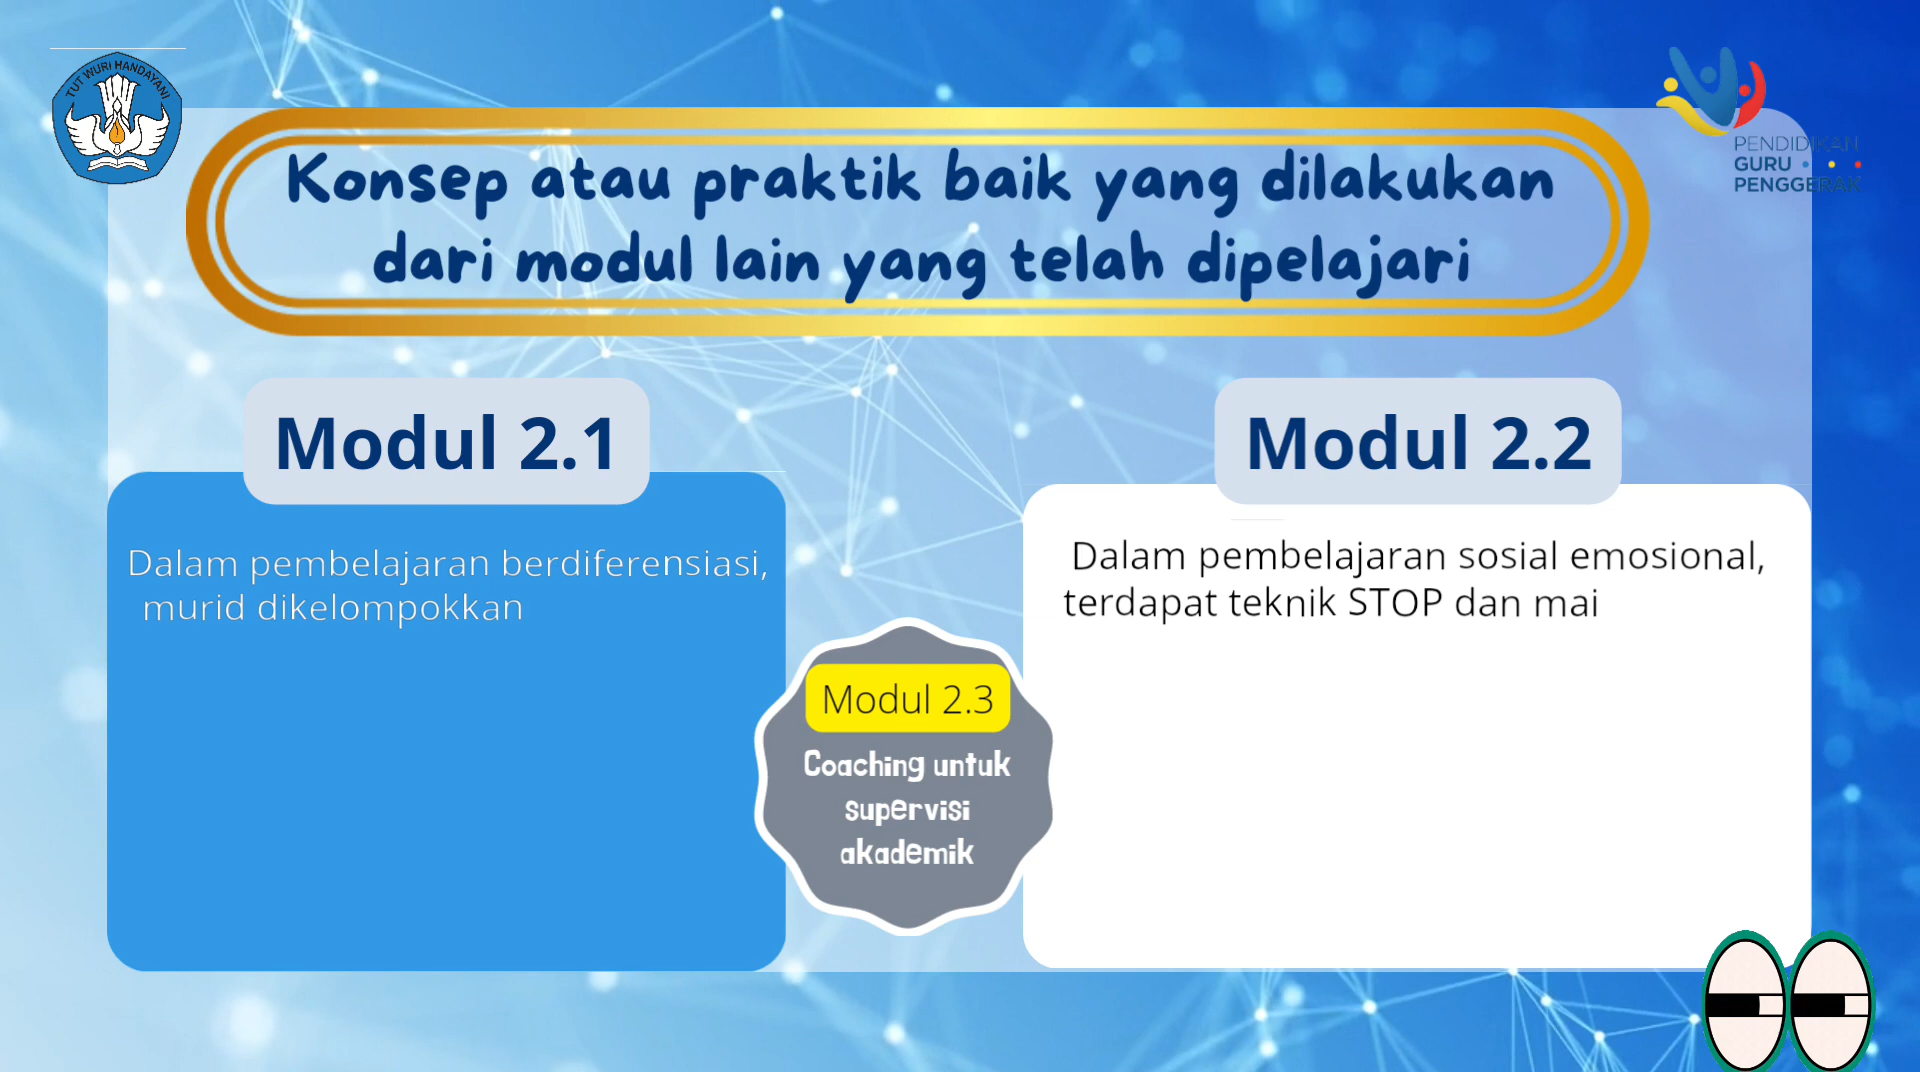 TUT WURI HANDAYANI
PENDIDIKAN
GURU
PENGGERAK
Konsep atau praktik baik yang dilakukan
dari modul lain yang telah dipelajari
Modul 2.1
Dalam pembelajaran berdiferensiasi,
murid dikelompokkan
Modul 2.3
Coaching untuk
supervisi
akademik
Modul 2.2
Dalam pembelajaran sosial emosional,
terdapat teknik STOP dan mai